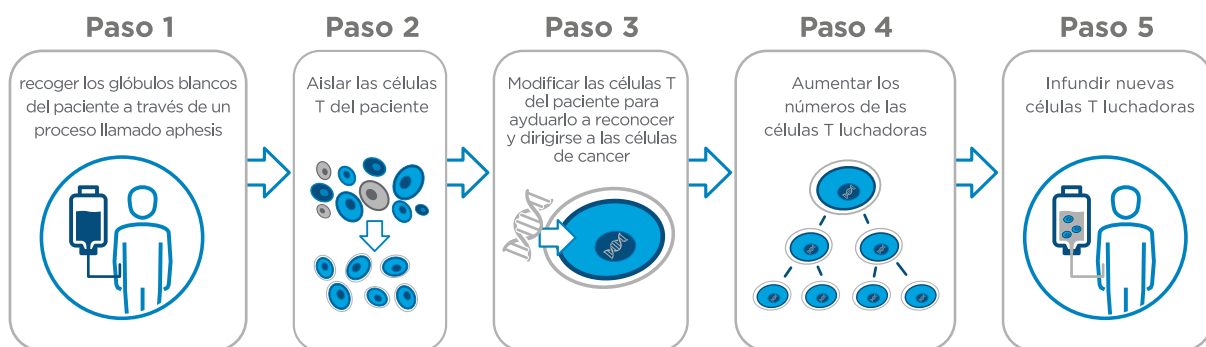 Paso 1
recoger los glóbulos blancos
del paciente a través de un
proceso llamado aphesis
Paso 2
Aislar las células
T del paciente
Paso 3
Modificar las células T
del paciente para
ayduarlo a reconocer
y dirigirse a las células
de cancer
Paso 4
Aumentar los
números de las
células T luchadoras
Paso 5
Infundir nuevas
células T luchadoras